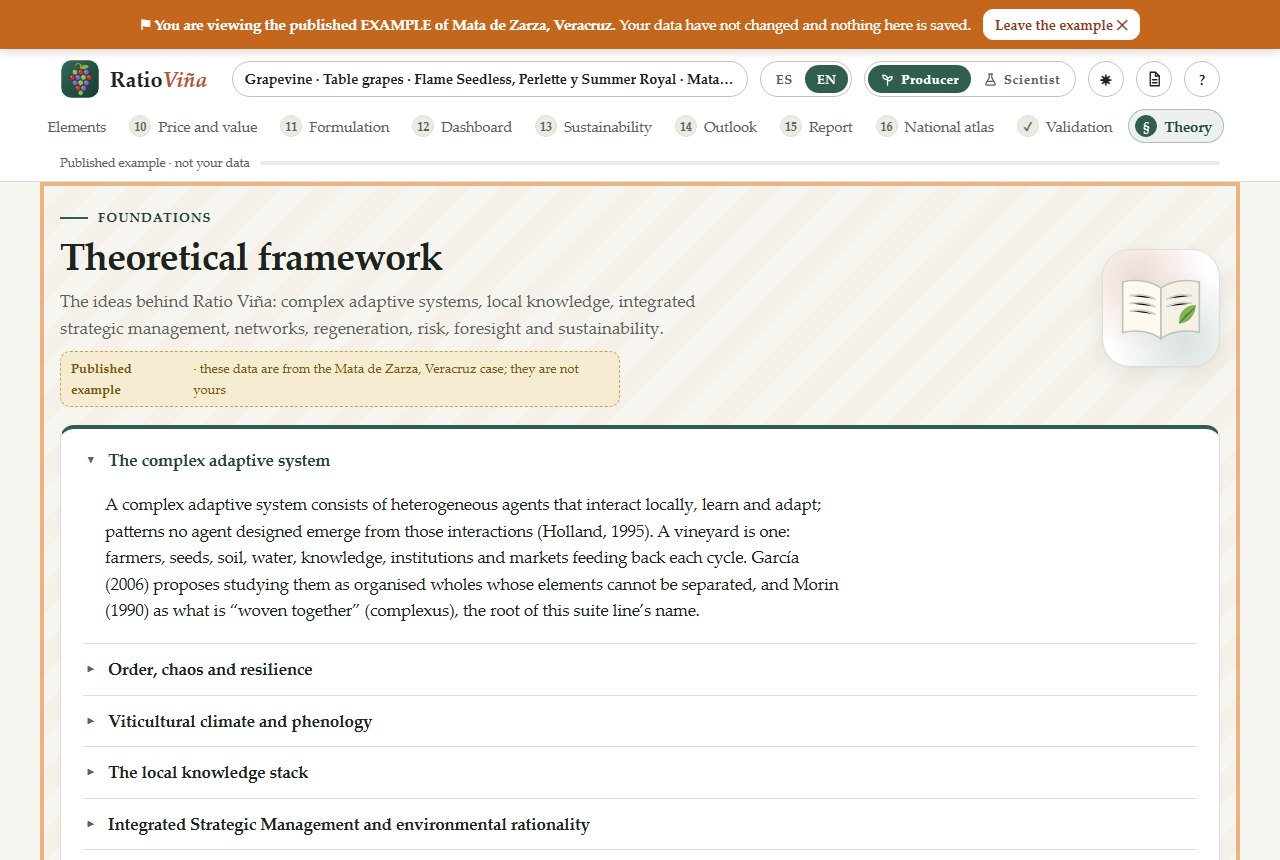 ⚑ You are viewing the published EXAMPLE of Mata de Zarza, Veracruz. Your data have not changed and nothing here is saved. Leave the example ✕
RatioViña
Grapevine · Table grapes · Flame Seedless, Perlette y Summer Royal · Mata…
ES EN
Producer Scientist
?
Elements 10 Price and value 11 Formulation 12 Dashboard 13 Sustainability 14 Outlook 15 Report 16 National atlas ✓ Validation § Theory
Published example · not your data
FOUNDATIONS
Theoretical framework
The ideas behind Ratio Viña: complex adaptive systems, local knowledge, integrated
strategic management, networks, regeneration, risk, foresight and sustainability.
Published example · these data are from the Mata de Zarza, Veracruz case; they are not yours
▾ The complex adaptive system
A complex adaptive system consists of heterogeneous agents that interact locally, learn and adapt;
patterns no agent designed emerge from those interactions (Holland, 1995). A vineyard is one:
farmers, seeds, soil, water, knowledge, institutions and markets feeding back each cycle. García
(2006) proposes studying them as organised wholes whose elements cannot be separated, and Morin
(1990) as what is “woven together” (complexus), the root of this suite line’s name.
▸ Order, chaos and resilience
▸ Viticultural climate and phenology
▸ The local knowledge stack
▸ Integrated Strategic Management and environmental rationality